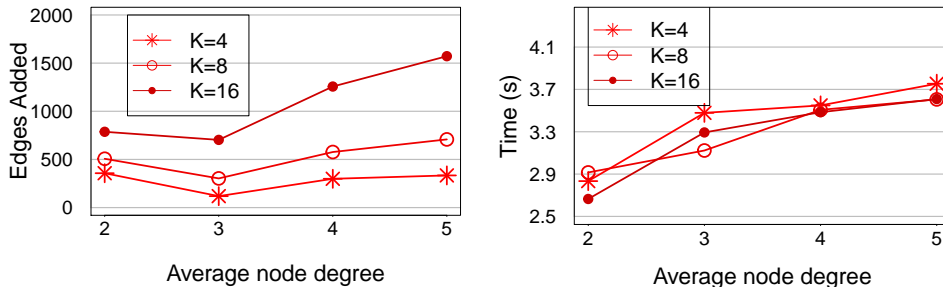 2000
1500
1000
500
0
Edges Added
K=4
K=8
K=16
2 3 4 5
Average node degree
4.1
3.7
3.3
2.9
2.5
Time (s)
K=4
K=8
K=16
2 3 4 5
Average node degree